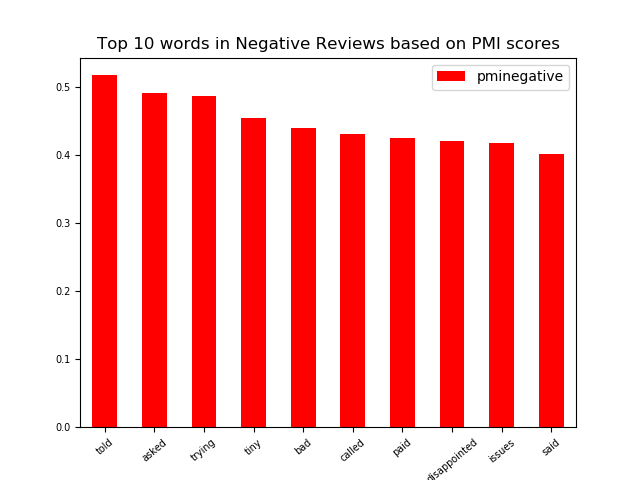 Top 10 words in Negative Reviews based on PMI scores
pminegative
0.5
0.4
0.3
0.2
0.1
0.0
told
asked
trying
tiny
bad
called
paid
disappointed
issues
said